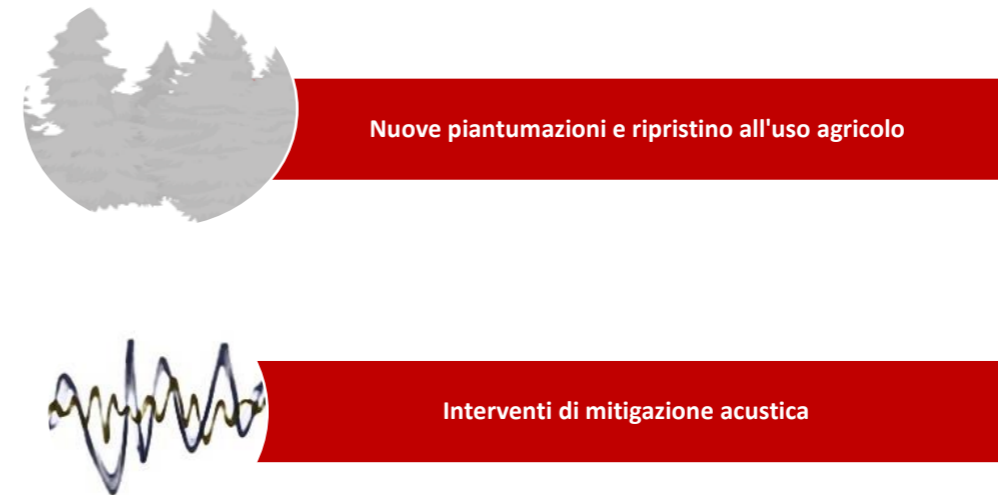 Nuove piantumazioni e ripristino all'uso agricolo
Interventi di mitigazione acustica